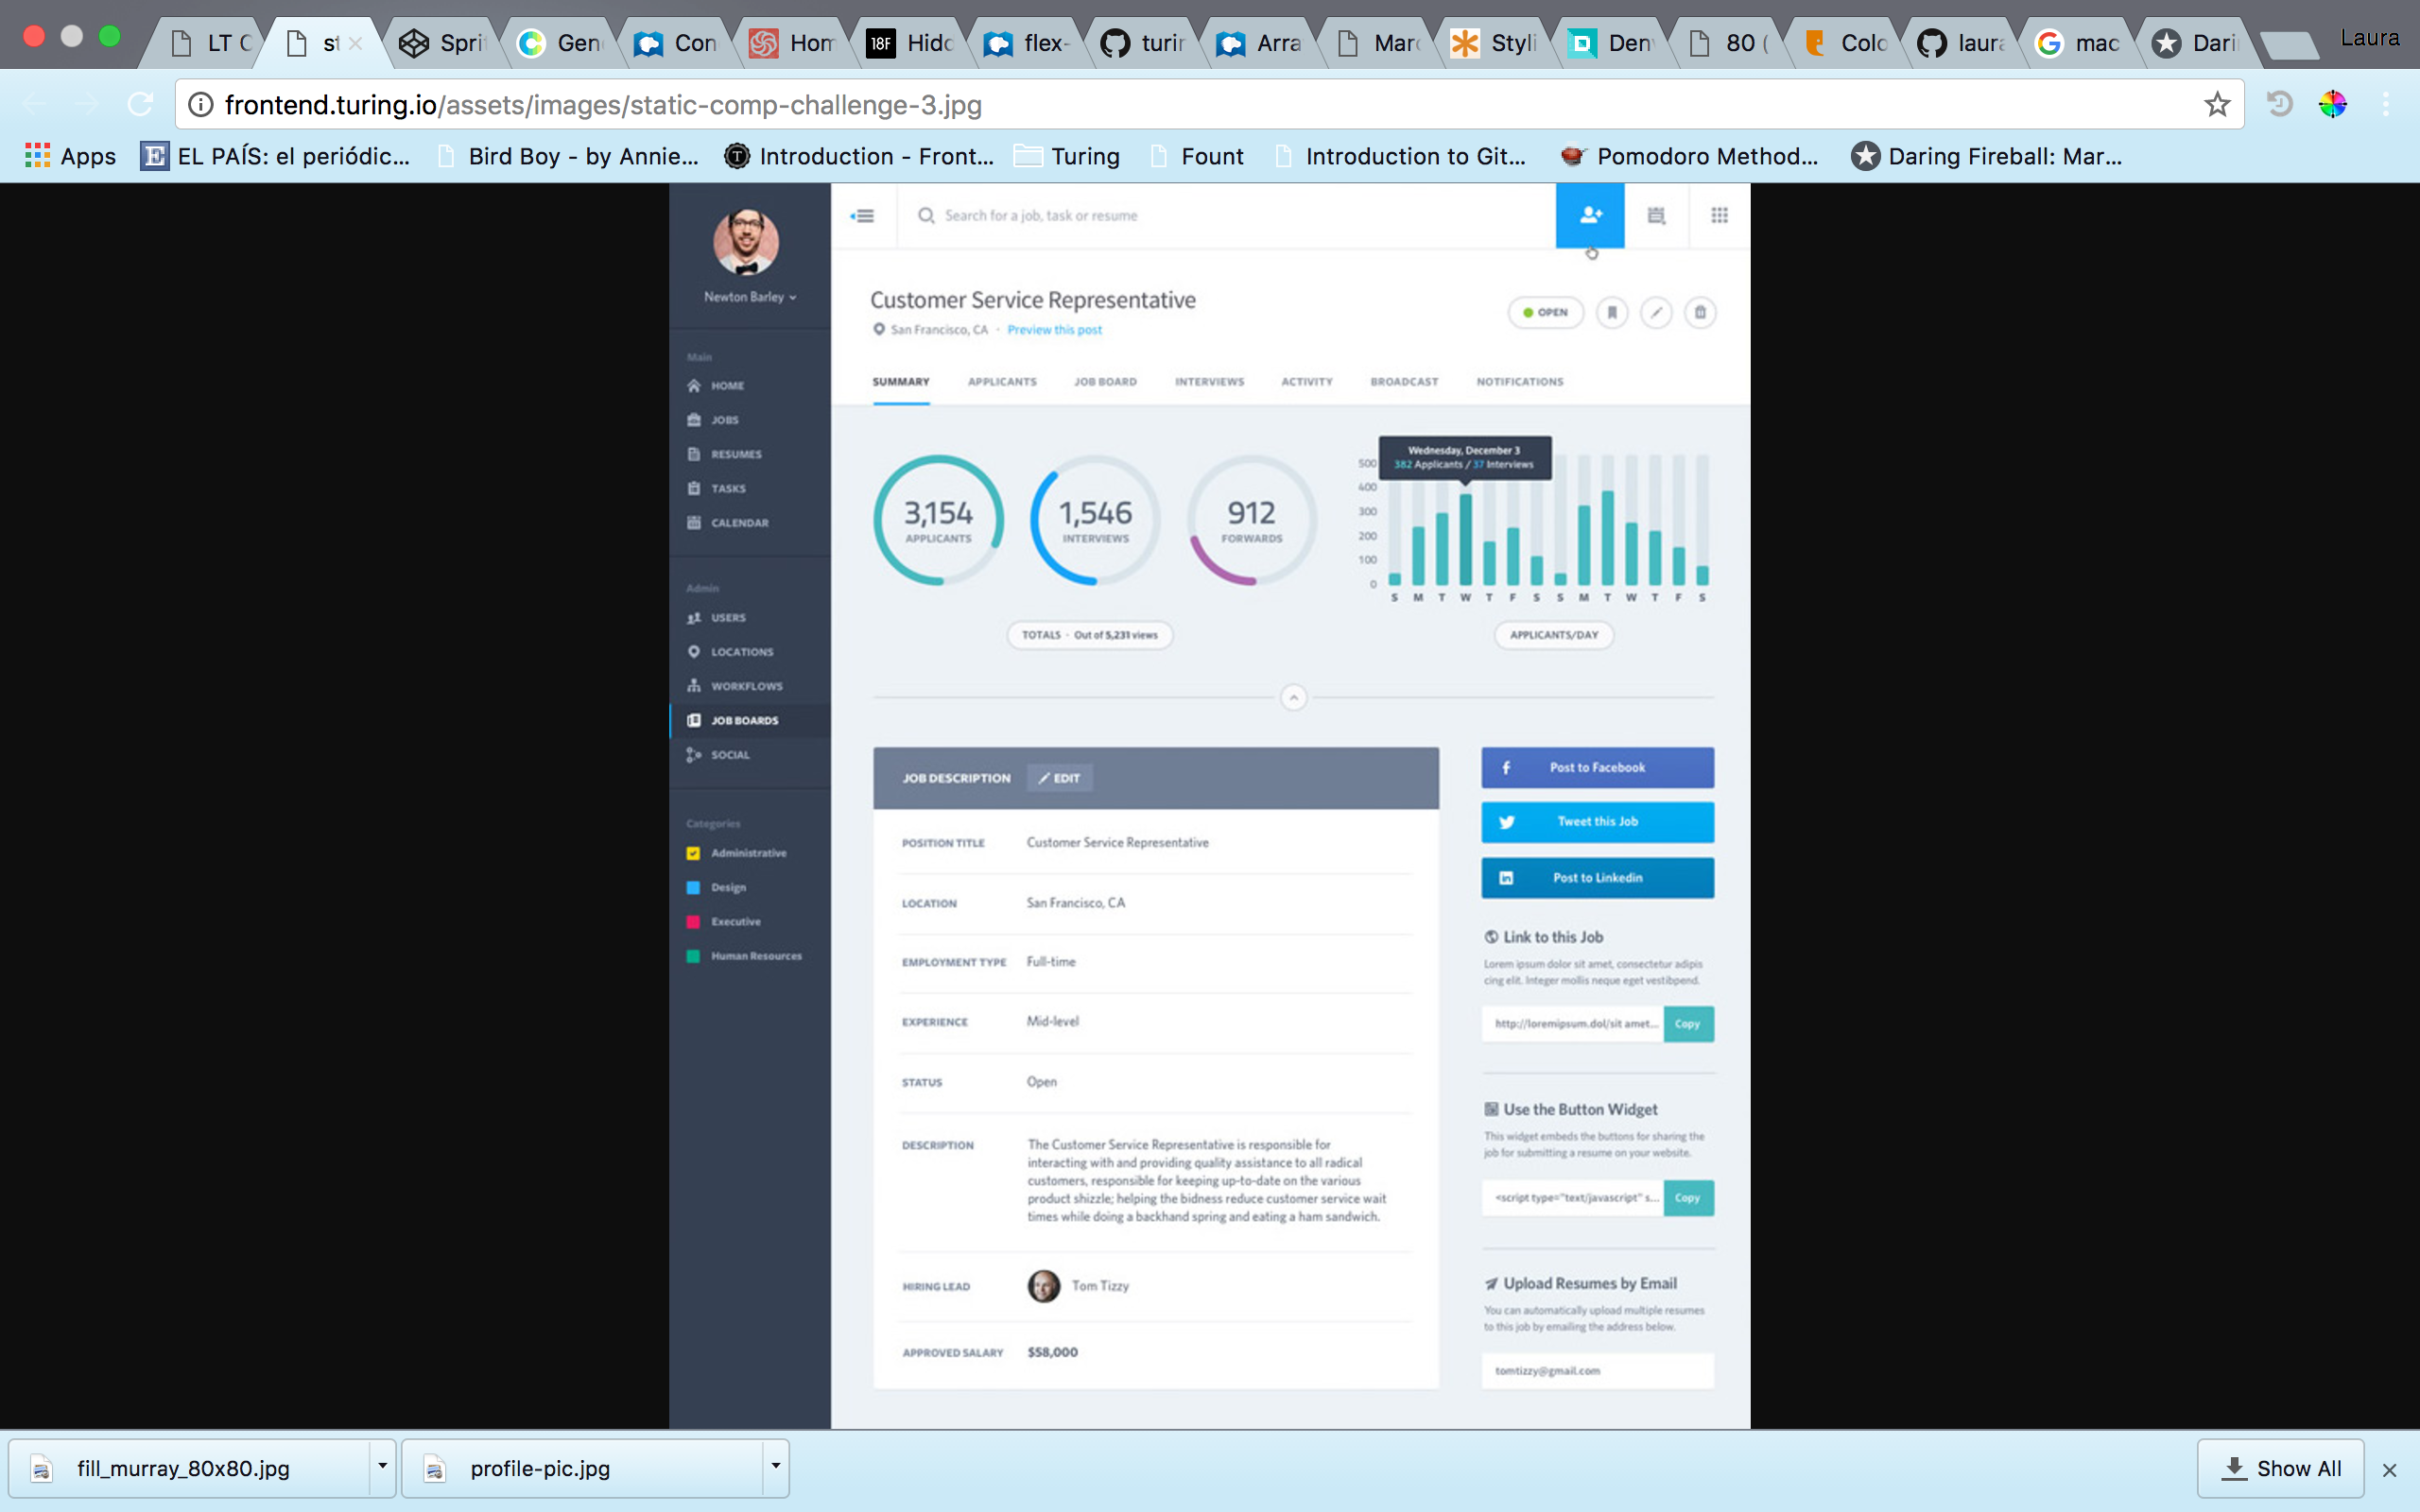 LT C
st
Sprit
Gen
Con
Hom
18F Hidd
flex-
turin
Arra
Marc
Styli
Den
80 (
Colo
laura
mac
Dari
Laura
frontend.turing.io/assets/images/static-comp-challenge-3.jpg
Apps
EL PAÍS: el periódic...
Bird Boy - by Annie...
Introduction - Front...
Turing
Fount
Introduction to Git...
Pomodoro Method...
Daring Fireball: Mar...
Newton Barley
Main
HOME
JOBS
RESUMES
TASKS
CALENDAR
Admin
USERS
LOCATIONS
WORKFLOWS
JOB BOARDS
SOCIAL
Categories
Administrative
Design
Executive
Human Resources
Search for a job, task or resume
Customer Service Representative
San Francisco, CA · Preview this post
OPEN
SUMMARY APPLICANTS JOB BOARD INTERVIEWS ACTIVITY BROADCAST NOTIFICATIONS
3,154
APPLICANTS
1,546
INTERVIEWS
912
FORWARDS
TOTALS · Out of 5,231 views
Wednesday, December 3
382 Applicants / 37 Interviews
500
400
300
200
100
0
S M T W T F S S M T W T F S
APPLICANTS/DAY
JOB DESCRIPTION EDIT
POSITION TITLE Customer Service Representative
LOCATION San Francisco, CA
EMPLOYMENT TYPE Full-time
EXPERIENCE Mid-level
STATUS Open
DESCRIPTION The Customer Service Representative is responsible for
interacting with and providing quality assistance to all radical
customers, responsible for keeping up-to-date on the various
product shizzle; helping the bidness reduce customer service wait
times while doing a backhand spring and eating a ham sandwich.
HIRING LEAD Tom Tizzy
APPROVED SALARY $58,000
Post to Facebook
Tweet this Job
Post to Linkedin
Link to this Job
Lorem ipsum dolor sit amet, consectetur adipis
cing elit. Integer mollis neque eget vestibpend.
http://loremipsum.dol/sit amet... Copy
Use the Button Widget
This widget embeds the buttons for sharing the
job for submitting a resume on your website.
<script type="text/javascript" s... Copy
Upload Resumes by Email
You can automatically upload multiple resumes
to this job by emailing the address below.
tomtizzy@gmail.com
fill_murray_80x80.jpg
profile-pic.jpg
Show All